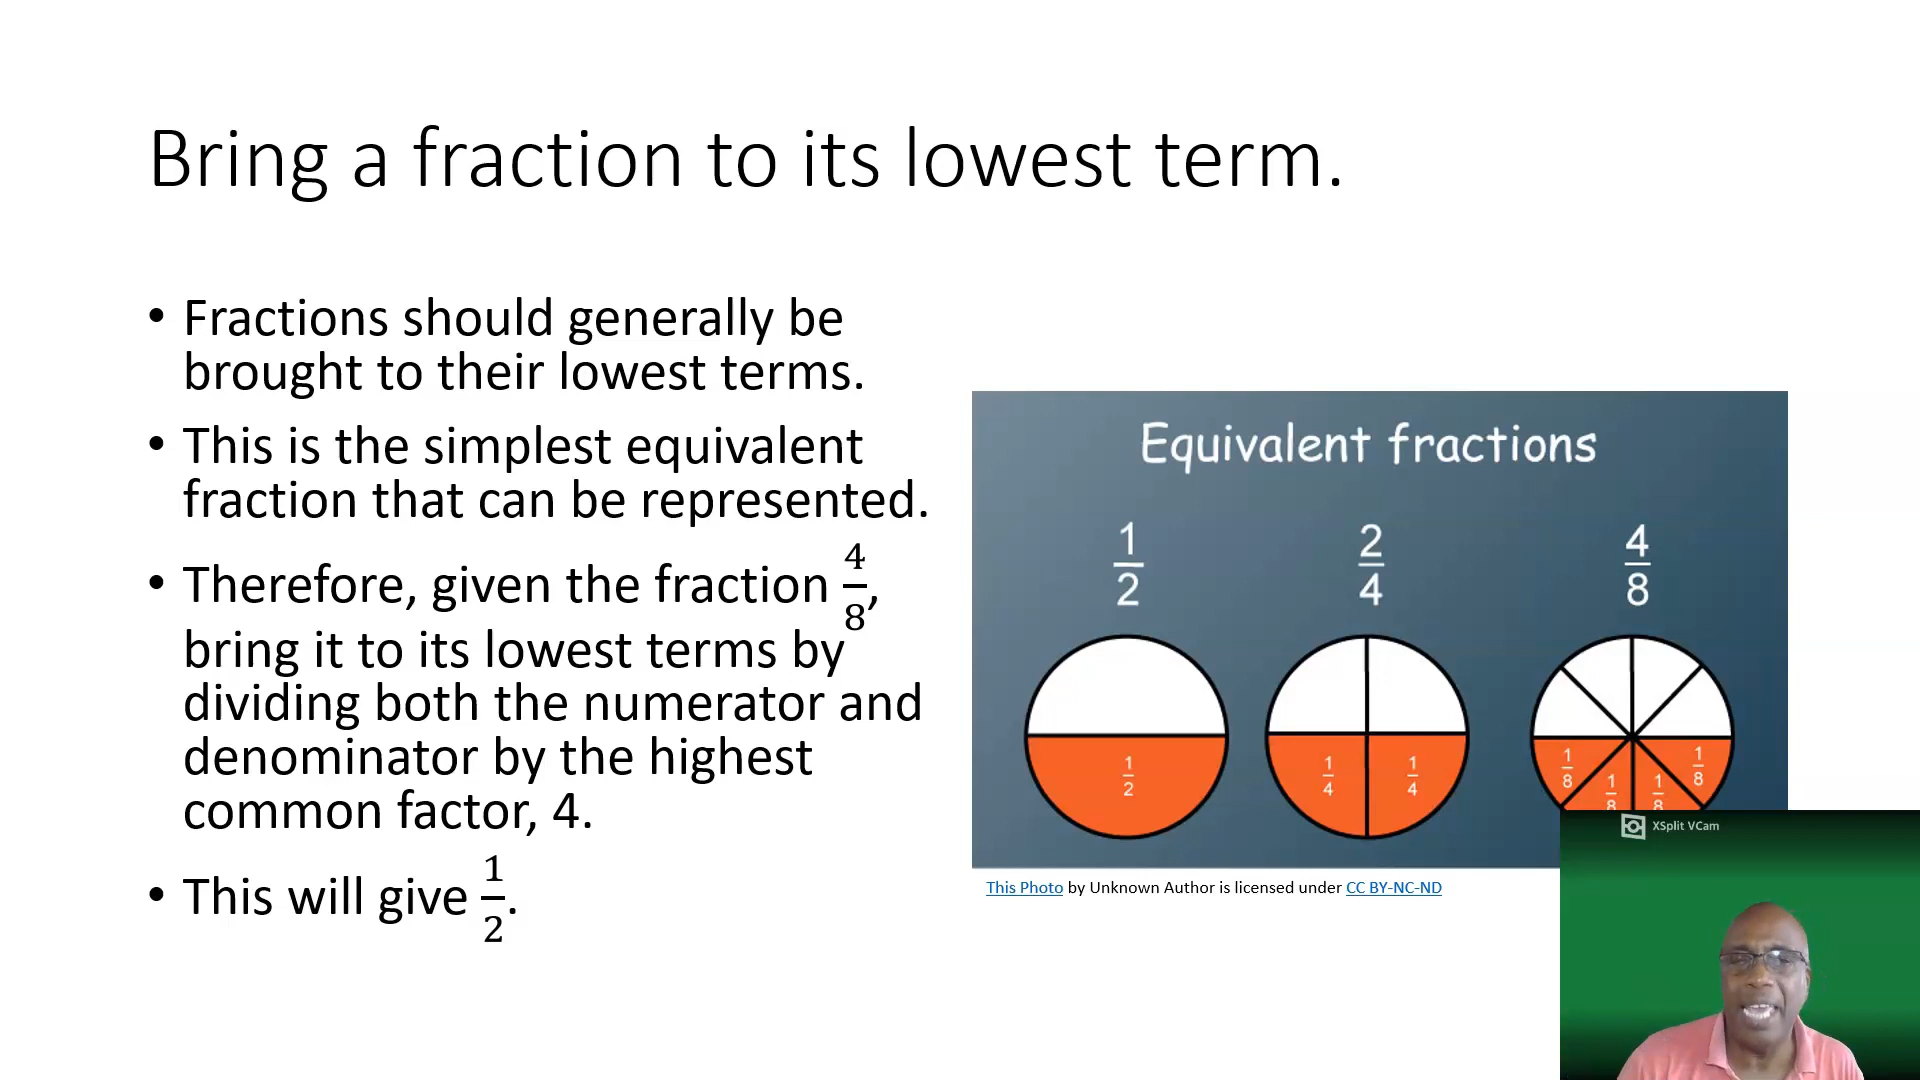 Bring a fraction to its lowest term.
• Fractions should generally be
brought to their lowest terms.
• This is the simplest equivalent
fraction that can be represented.
• Therefore, given the fraction 4/8,
bring it to its lowest terms by
dividing both the numerator and
denominator by the highest
common factor, 4.
• This will give 1/2.
Equivalent fractions
1/2 2/4 4/8
1/2 1/4 1/4 1/8 1/8 1/8 1/8
This Photo by Unknown Author is licensed under CC BY-NC-ND
XSplit VCam